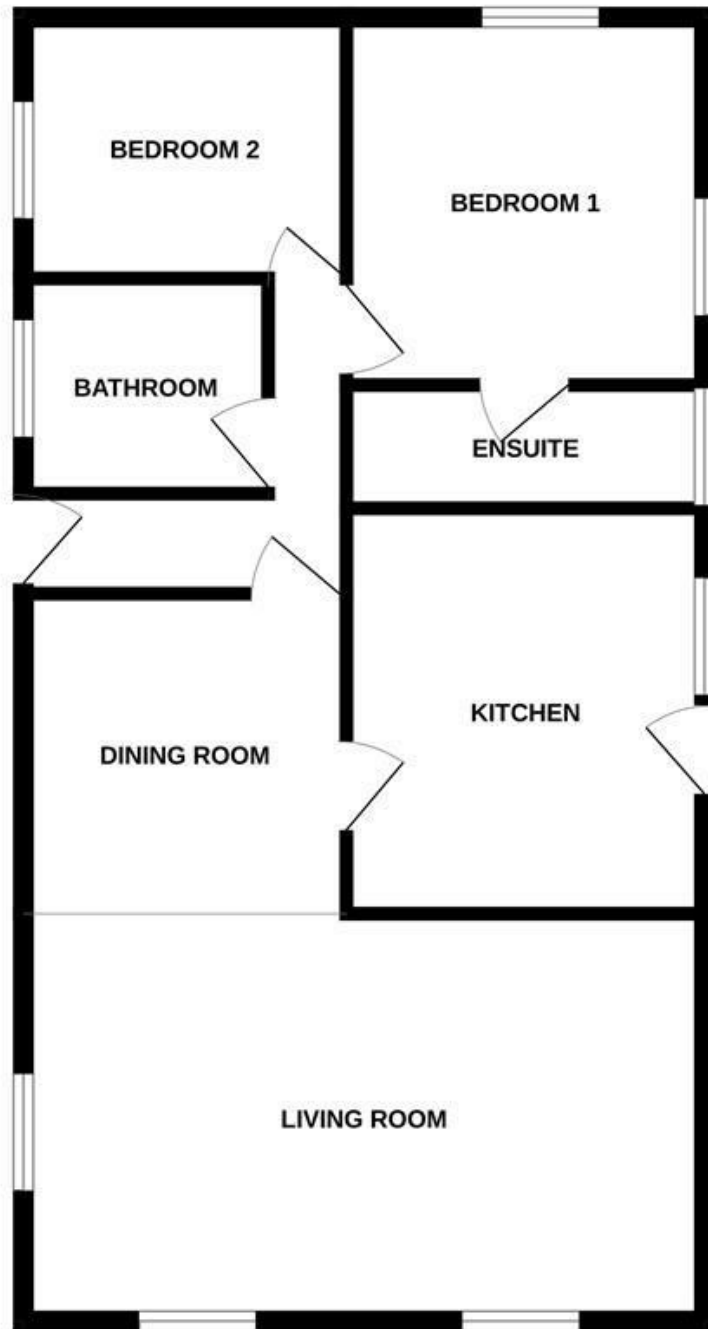 BEDROOM 2
BEDROOM 1
BATHROOM
ENSUITE
KITCHEN
DINING ROOM
LIVING ROOM